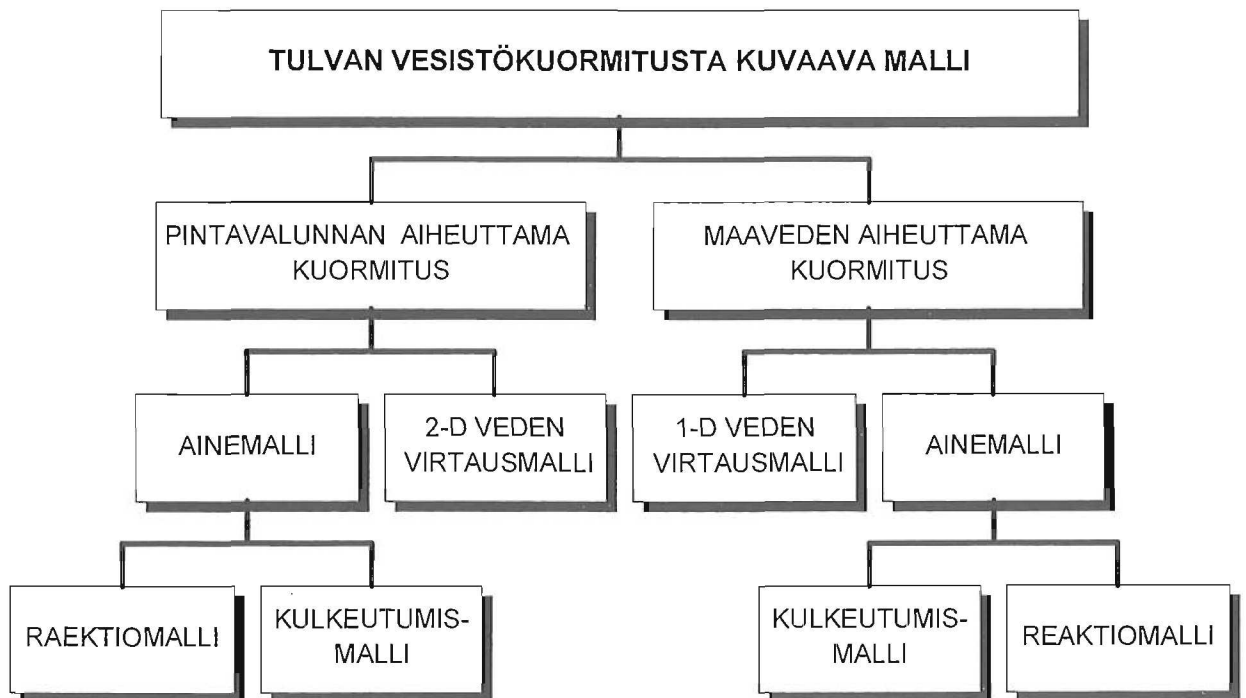 TULVAN VESISTÖKUORMITUSTA KUVAAVA MALLI
PINTAVALUNNAN AIHEUTTAMA
KUORMITUS
MAAVEDEN AIHEUTTAMA
KUORMITUS
AINEMALLI
2-D VEDEN
VIRTAUSMALLI
1-D VEDEN
VIRTAUSMALLI
AINEMALLI
RAEKTIOMALLI
KULKEUTUMIS-
MALLI
KULKEUTUMIS-
MALLI
REAKTIOMALLI